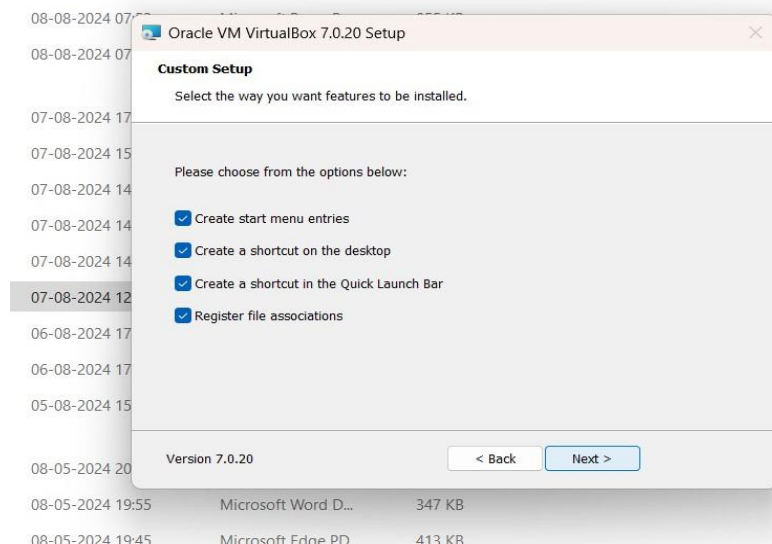 08-08-2024 07
Oracle VM VirtualBox 7.0.20 Setup
08-08-2024 07
Custom Setup
Select the way you want features to be installed.
07-08-2024 17
07-08-2024 15
Please choose from the options below:
07-08-2024 14
Create start menu entries
07-08-2024 14
Create a shortcut on the desktop
07-08-2024 14
Create a shortcut in the Quick Launch Bar
07-08-2024 12
Register file associations
06-08-2024 17
06-08-2024 17
05-08-2024 15
Version 7.0.20 < Back Next >
08-05-2024 20
08-05-2024 19:55 Microsoft Word D... 347 KB
08-05-2024 19:45 Microsoft Edge PD 413 KB